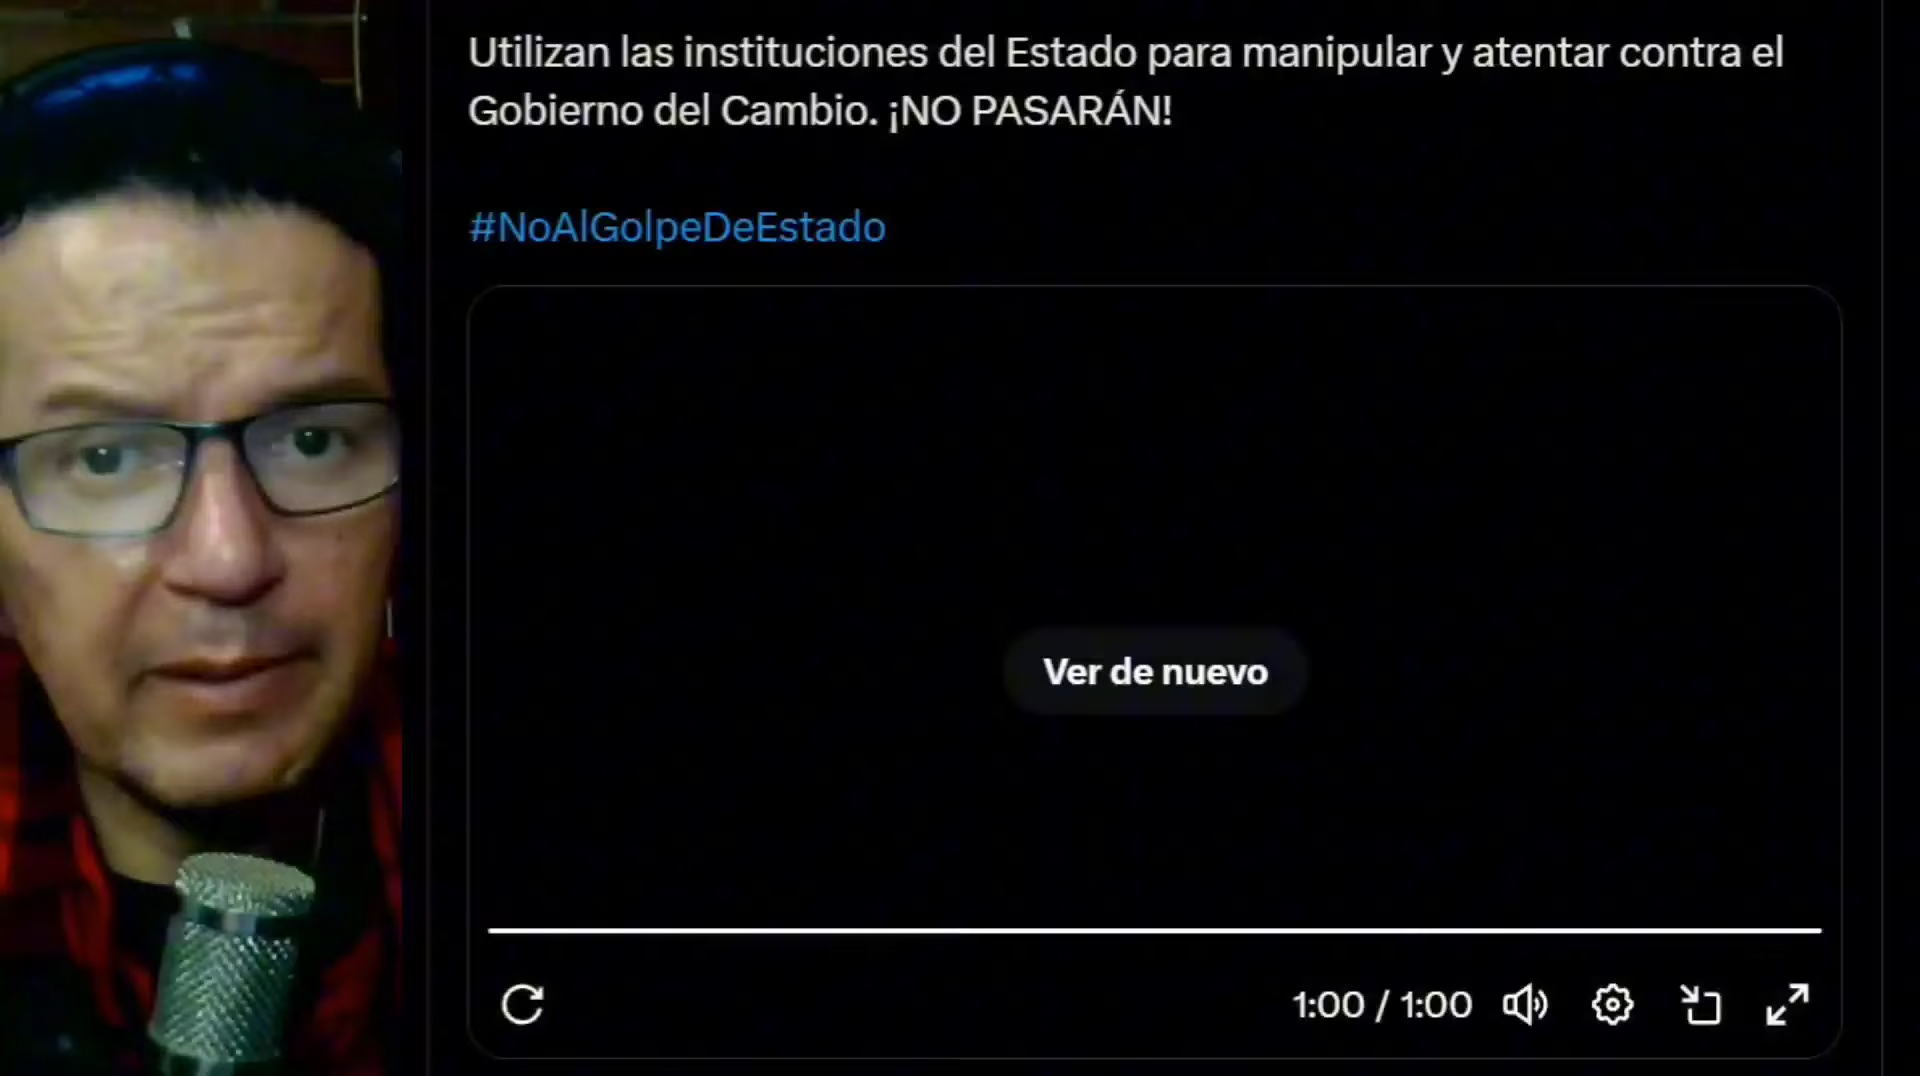 Utilizan las instituciones del Estado para manipular y atentar contra el
Gobierno del Cambio. ¡NO PASARÁN!
#NoAlGolpeDeEstado
Ver de nuevo
1:00 / 1:00